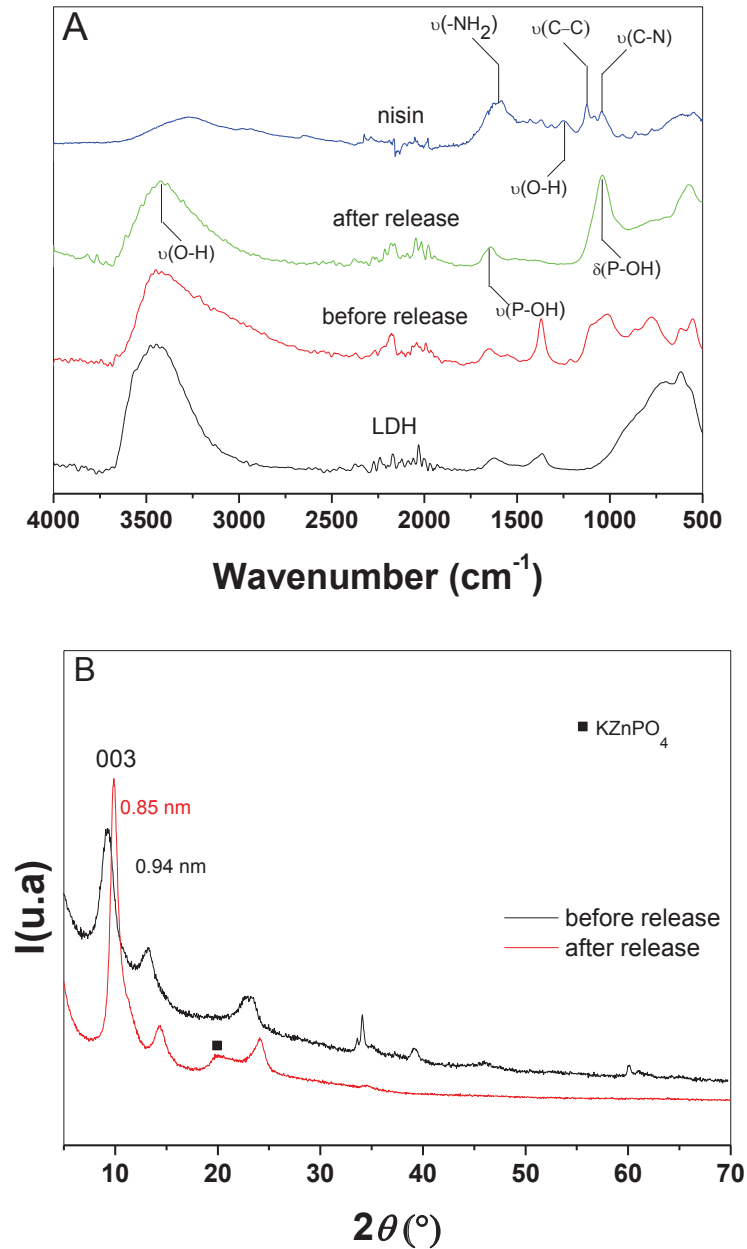 A
υ(-NH₂)
υ(C–C)
υ(C-N)
nisin
υ(O-H)
after release
υ(O-H)
δ(P-OH)
υ(P-OH)
before release
LDH
4000 3500 3000 2500 2000 1500 1000 500
Wavenumber (cm⁻¹)
B
■ KZnPO₄
003
0.85 nm
0.94 nm
I(u.a)
before release
after release
10 20 30 40 50 60 70
2θ (°)